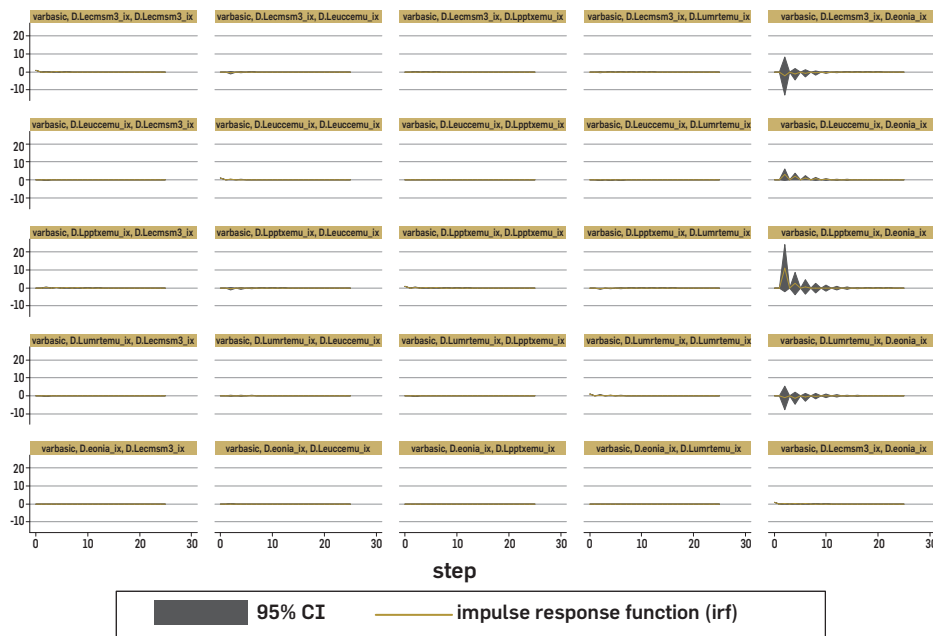 varbasic, D.Lecmsm3_ix, D.Lecmsm3_ix
varbasic, D.Lecmsm3_ix, D.Leuccemu_ix
varbasic, D.Lecmsm3_ix, D.Lpptxemu_ix
varbasic, D.Lecmsm3_ix, D.Lumrtemu_ix
varbasic, D.Lecmsm3_ix, D.eonia_ix
20
10
0
-10
varbasic, D.Leuccemu_ix, D.Lecmsm3_ix
varbasic, D.Leuccemu_ix, D.Leuccemu_ix
varbasic, D.Leuccemu_ix, D.Lpptxemu_ix
varbasic, D.Leuccemu_ix, D.Lumrtemu_ix
varbasic, D.Leuccemu_ix, D.eonia_ix
20
10
0
-10
varbasic, D.Lpptxemu_ix, D.Lecmsm3_ix
varbasic, D.Lpptxemu_ix, D.Leuccemu_ix
varbasic, D.Lpptxemu_ix, D.Lpptxemu_ix
varbasic, D.Lpptxemu_ix, D.Lumrtemu_ix
varbasic, D.Lpptxemu_ix, D.eonia_ix
20
10
0
-10
varbasic, D.Lumrtemu_ix, D.Lecmsm3_ix
varbasic, D.Lumrtemu_ix, D.Leuccemu_ix
varbasic, D.Lumrtemu_ix, D.Lpptxemu_ix
varbasic, D.Lumrtemu_ix, D.Lumrtemu_ix
varbasic, D.Lumrtemu_ix, D.eonia_ix
20
10
0
-10
varbasic, D.eonia_ix, D.Lecmsm3_ix
varbasic, D.eonia_ix, D.Leuccemu_ix
varbasic, D.eonia_ix, D.Lpptxemu_ix
varbasic, D.eonia_ix, D.Lumrtemu_ix
varbasic, D.Lecmsm3_ix, D.eonia_ix
20
10
0
-10
0 10 20 30 0 10 20 30 0 10 20 30 0 10 20 30 0 10 20 30
step
95% CI impulse response function (irf)